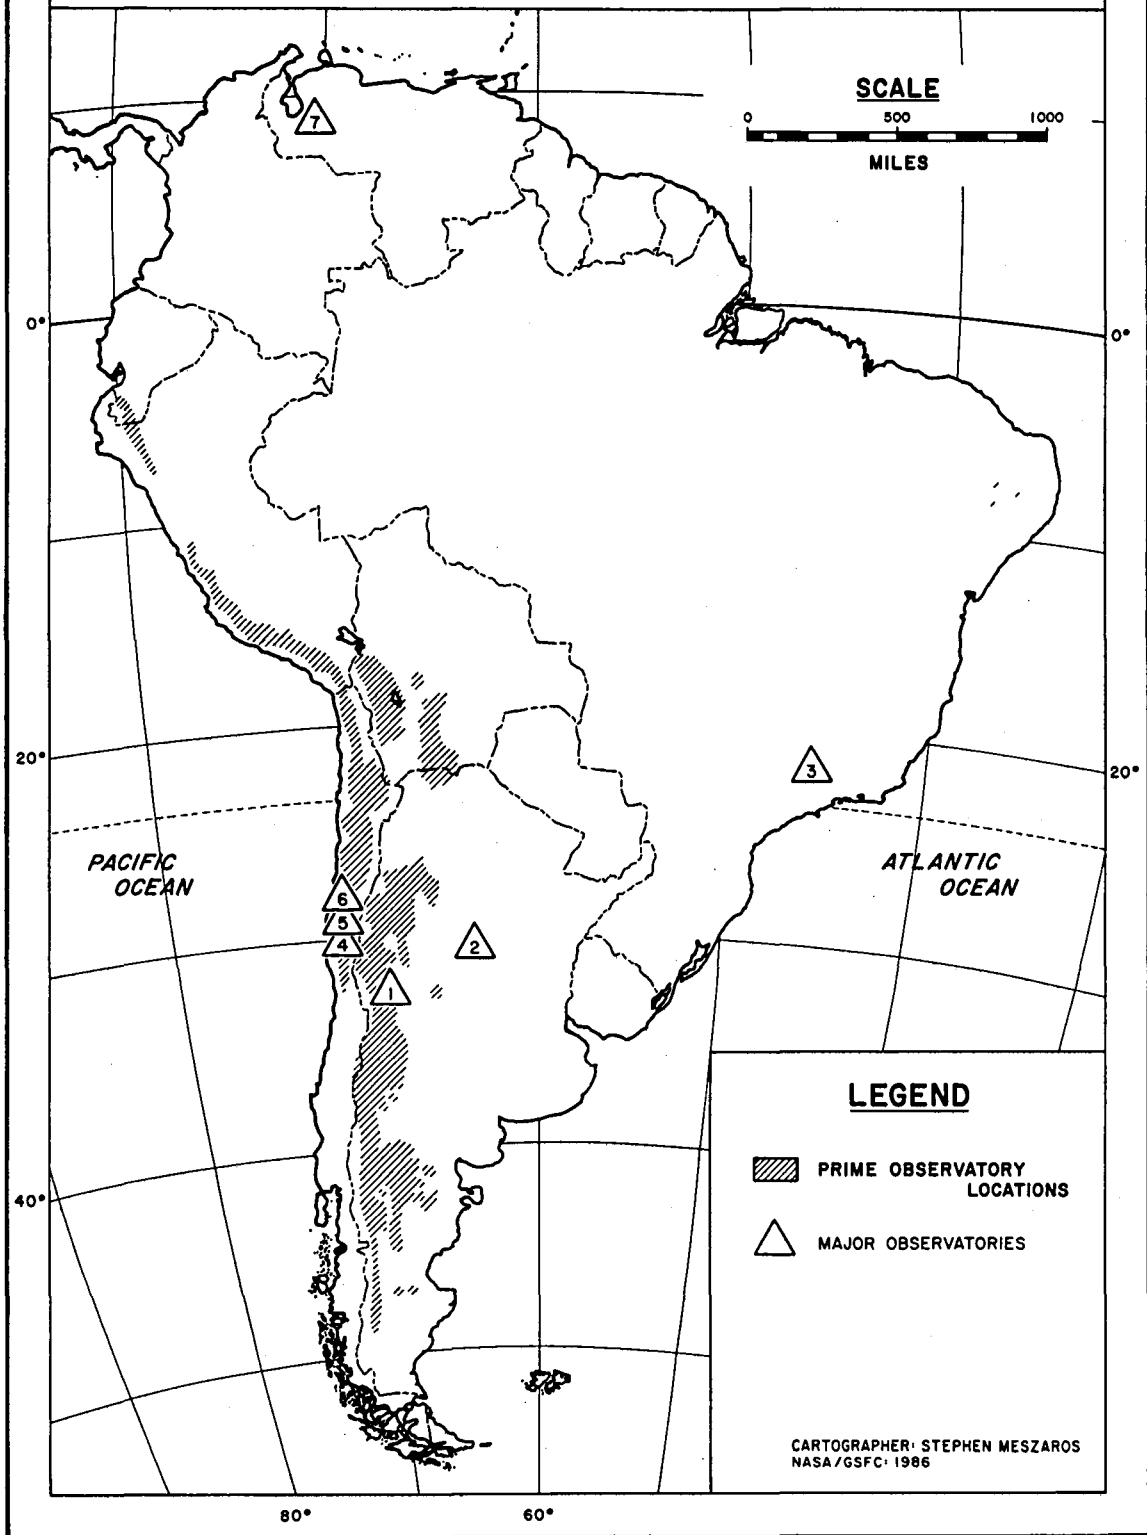 SCALE
0 500 1000
MILES
7
0°
0°
20°
3
20°
PACIFIC
OCEAN
ATLANTIC
OCEAN
6
5
4
2
1
LEGEND
PRIME OBSERVATORY
LOCATIONS
40°
MAJOR OBSERVATORIES
CARTOGRAPHER: STEPHEN MESZAROS
NASA/GSFC: 1986
80° 60°